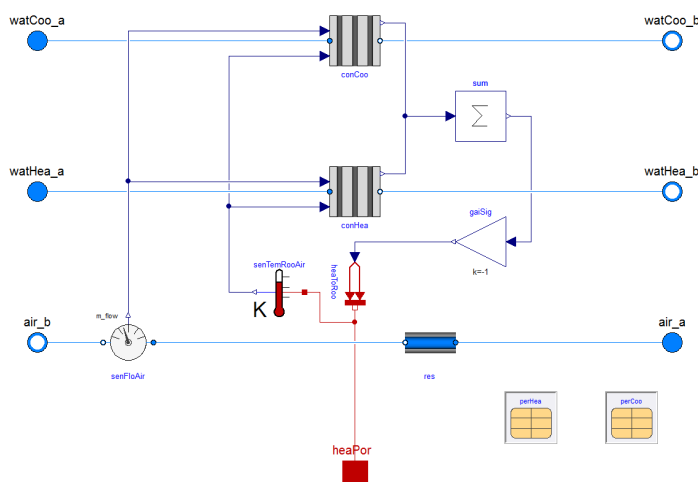 watCoo_a
watCoo_b
conCoo
sum
Σ
watHea_a
watHea_b
conHea
gaiSig
k=-1
senTemRooAir
heaToRoo
K
air_b
m_flow
air_a
senFloAir
res
perHea
perCoo
heaPor